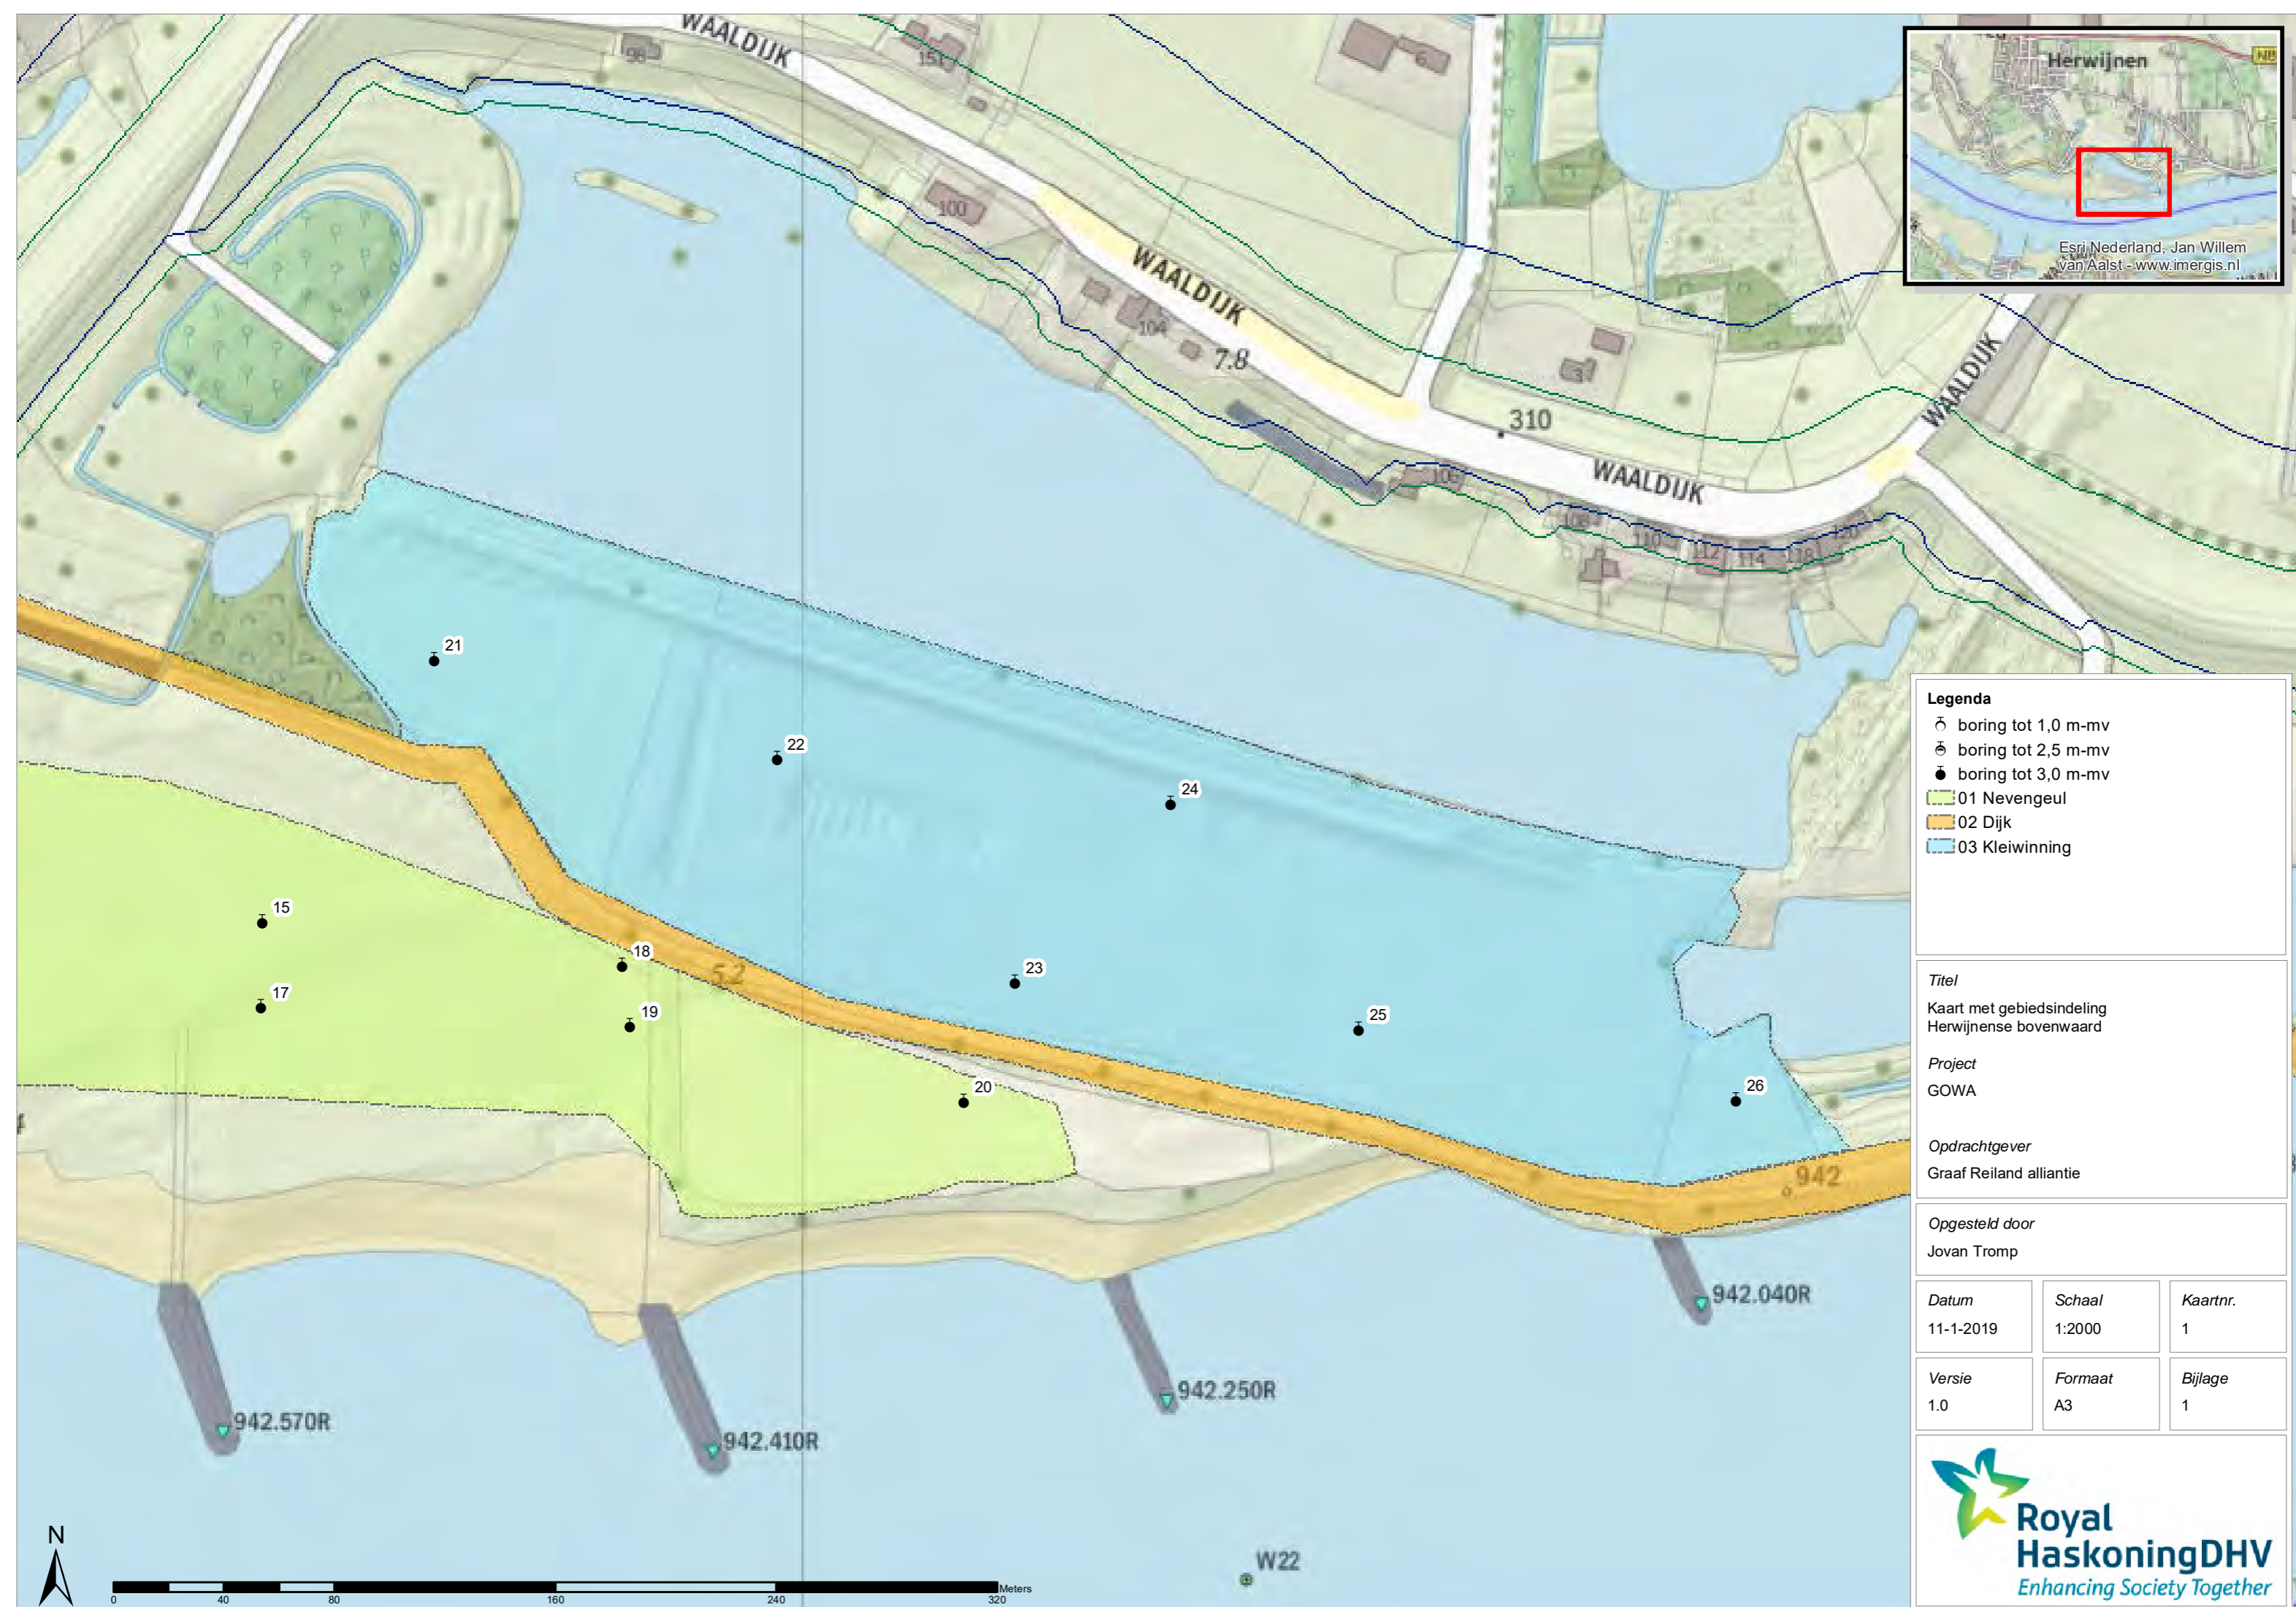 WAALDIJK
98
151
6
Herwijnen
Esri Nederland, Jan Willem
van Aalst - www.imergis.nl
100
WAALDIJK
104
7.8
3
WAALDIJK
310
106
WAALDIJK
108
110
112
114
118
120
21
22
24
15
18
5.2
23
17
19
25
20
26
942
942.040R
942.250R
942.570R
942.410R
W22
N
Meters
0
40
80
160
240
320
Legenda
boring tot 1,0 m-mv
boring tot 2,5 m-mv
boring tot 3,0 m-mv
01 Nevengeul
02 Dijk
03 Kleiwinning
Titel
Kaart met gebiedsindeling
Herwijnense bovenwaard
Project
GOWA
Opdrachtgever
Graaf Reiland alliantie
Opgesteld door
Jovan Tromp
Datum
11-1-2019
Schaal
1:2000
Kaartnr.
1
Versie
1.0
Formaat
A3
Bijlage
1
Royal
HaskoningDHV
Enhancing Society Together